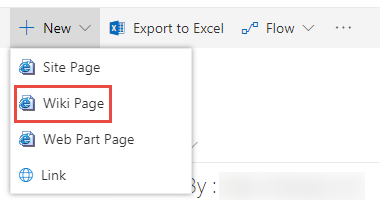 New Export to Excel Flow ...
Site Page
Wiki Page
Web Part Page
Link
By :